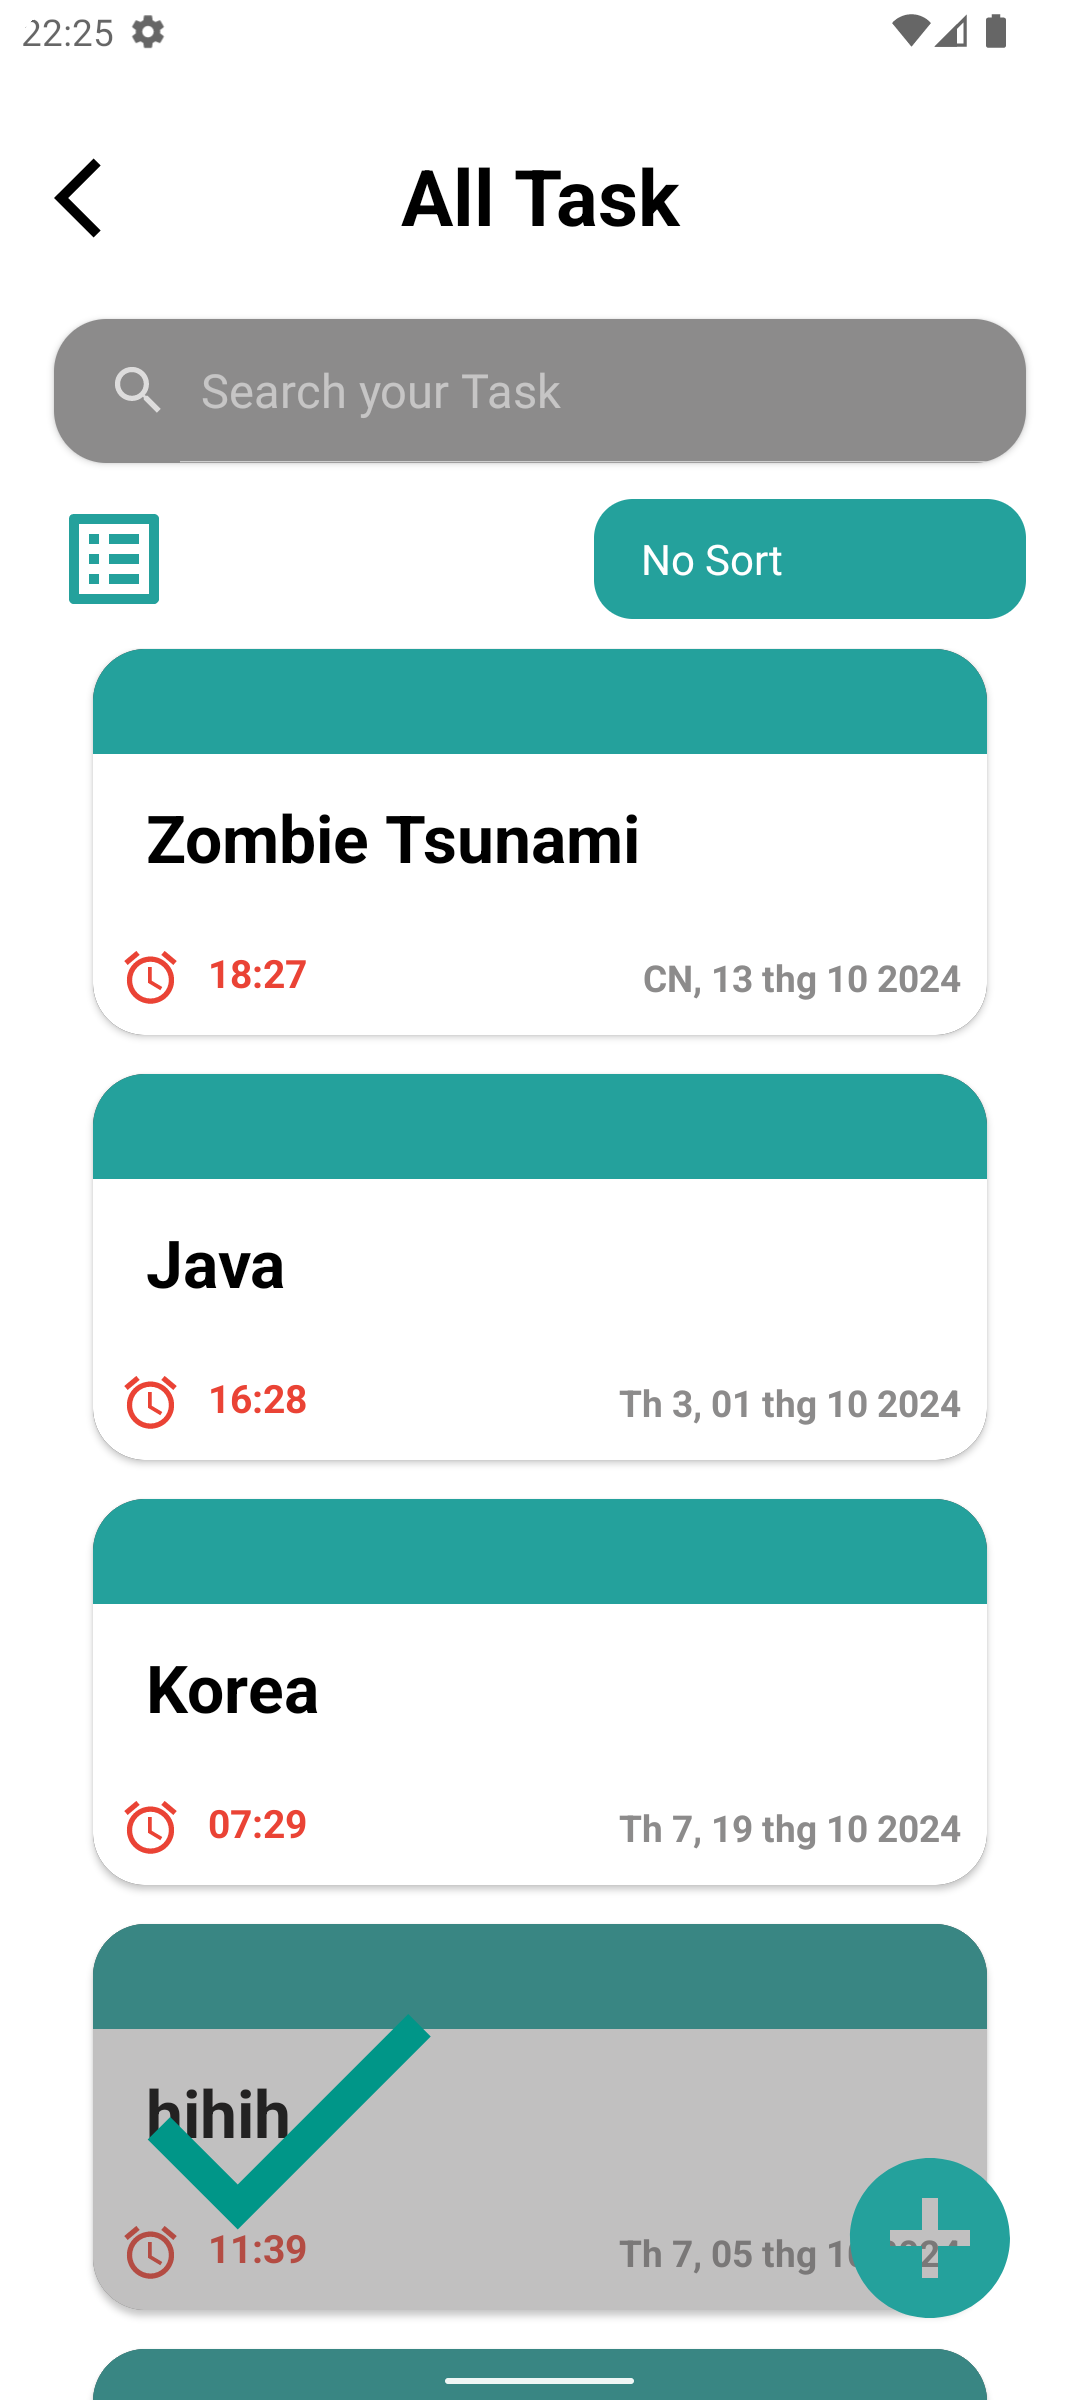 22:25
All Task
Search your Task
No Sort
Zombie Tsunami
18:27
CN, 13 thg 10 2024
Java
16:28
Th 3, 01 thg 10 2024
Korea
07:29
Th 7, 19 thg 10 2024
hihih
11:39
Th 7, 05 thg 10 2024